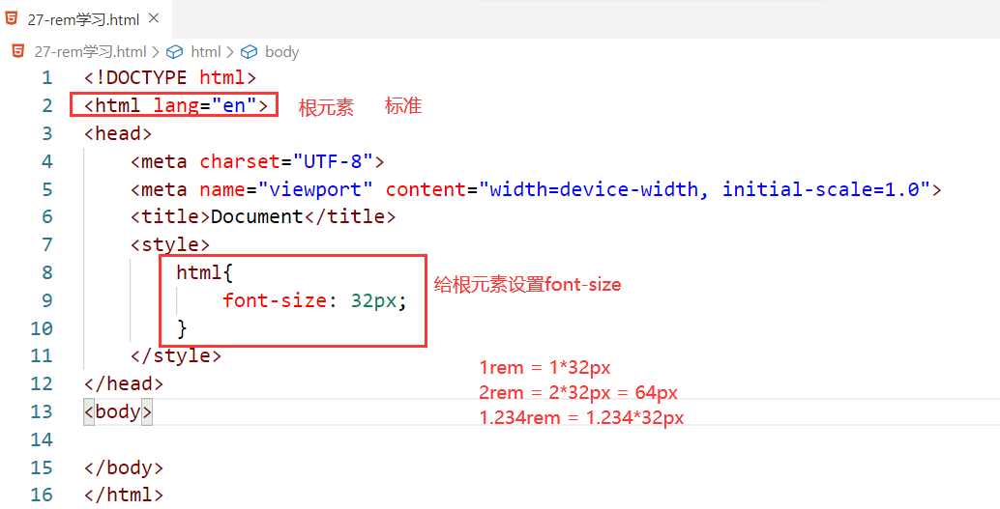 27-rem学习.html ×
27-rem学习.html > html > body
1 <!DOCTYPE html>
2 <html lang="en"> 根元素 标准
3 <head>
4 <meta charset="UTF-8">
5 <meta name="viewport" content="width=device-width, initial-scale=1.0">
6 <title>Document</title>
7 <style>
8 html{
给根元素设置font-size
9 font-size: 32px;
10 }
11 </style>
1rem = 1*32px
12 </head>
2rem = 2*32px = 64px
13 <body>
1.234rem = 1.234*32px
14
15 </body>
16 </html>